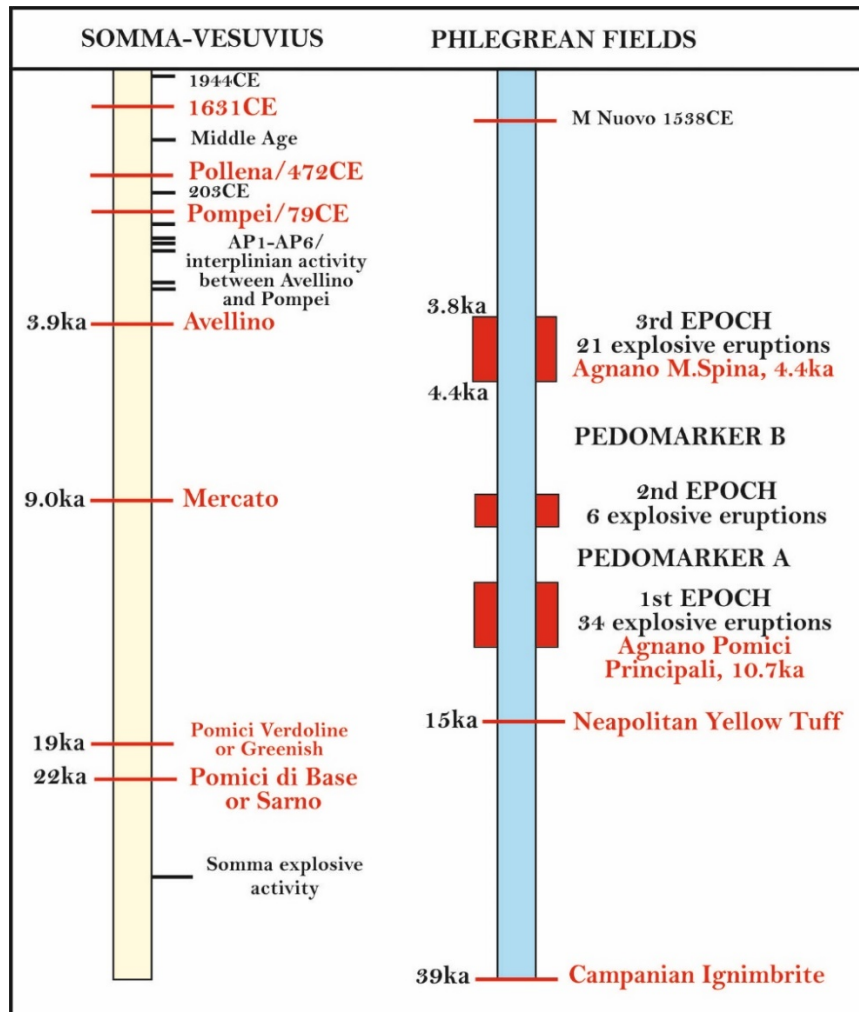 SOMMA-VESUVIUS
1944CE
1631CE
Middle Age
Pollena/472CE
203CE
Pompei/79CE
AP1-AP6/
interplinian activity
between Avellino
and Pompei
3.9ka
Avellino
9.0ka
Mercato
19ka
Pomici Verdoline
or Greenish
22ka
Pomici di Base
or Sarno
Somma explosive
activity
PHLEGREAN FIELDS
M Nuovo 1538CE
3.8ka
3rd EPOCH
21 explosive eruptions
Agnano M.Spina, 4.4ka
4.4ka
PEDOMARKER B
2nd EPOCH
6 explosive eruptions
PEDOMARKER A
1st EPOCH
34 explosive eruptions
Agnano Pomici
Principali, 10.7ka
15ka
Neapolitan Yellow Tuff
39ka
Campanian Ignimbrite